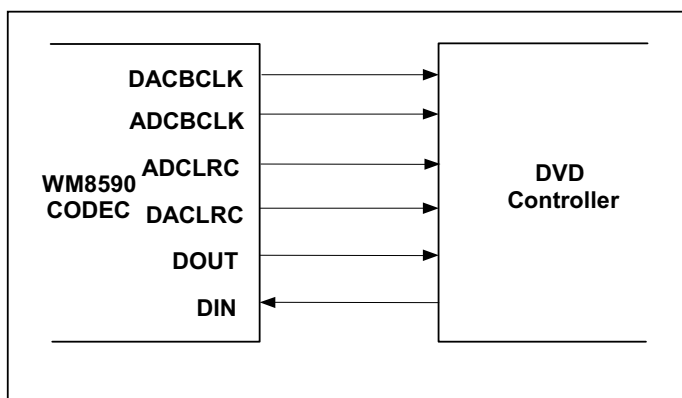 DACBCLK
ADCBCLK
ADCLRC
WM8590
CODEC
DACLRC
DOUT
DIN
DVD
Controller